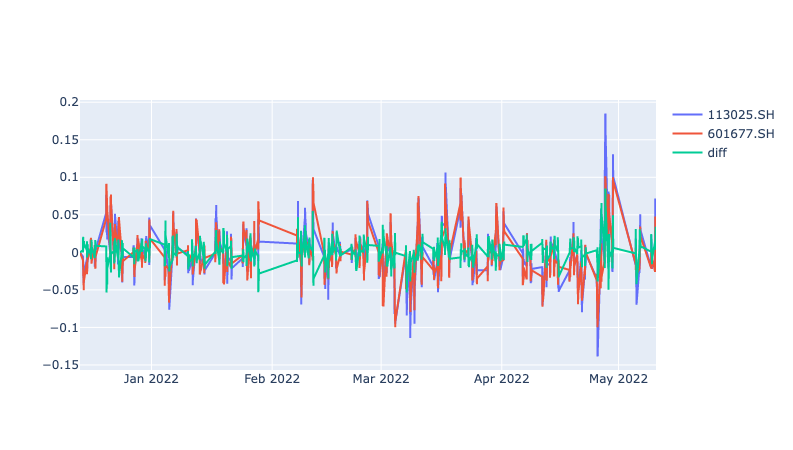 0.2
0.15
0.1
0.05
0
−0.05
−0.1
−0.15
Jan 2022
Feb 2022
Mar 2022
Apr 2022
May 2022
113025.SH
601677.SH
diff